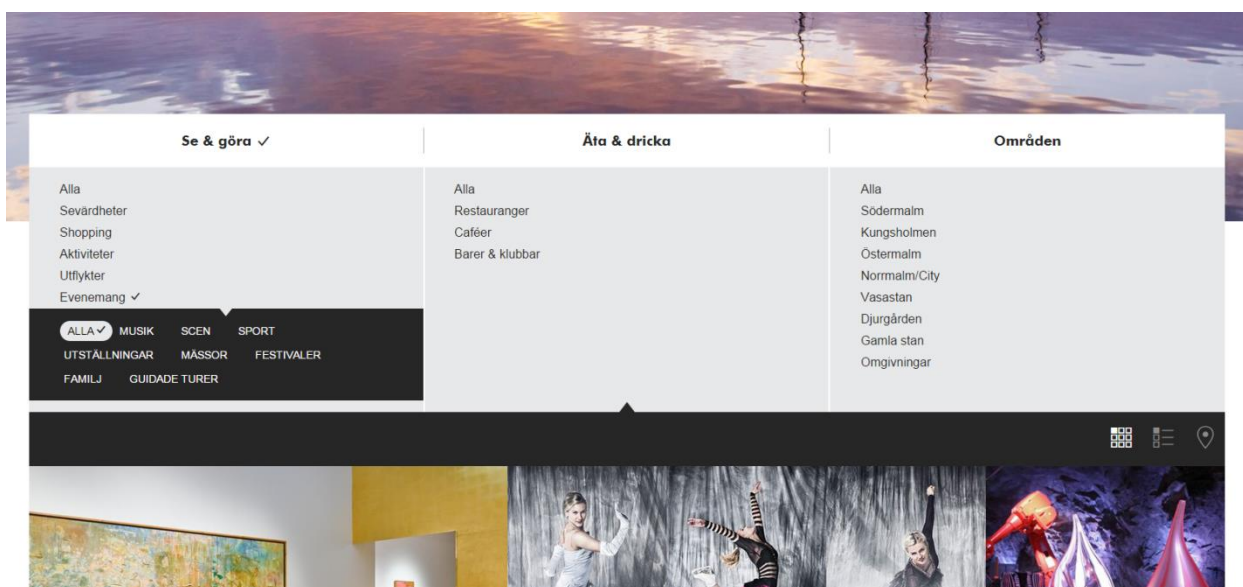 Se & göra
Äta & dricka
Områden
Alla
Sevärdheter
Shopping
Aktiviteter
Utflykter
Evenemang
ALLA MUSIK SCEN SPORT
UTSTÄLLNINGAR MÄSSOR FESTIVALER
FAMILJ GUIDADE TURER
Alla
Restauranger
Caféer
Barer & klubbar
Alla
Södermalm
Kungsholmen
Östermalm
Norrmalm/City
Vasastan
Djurgården
Gamla stan
Omgivningar